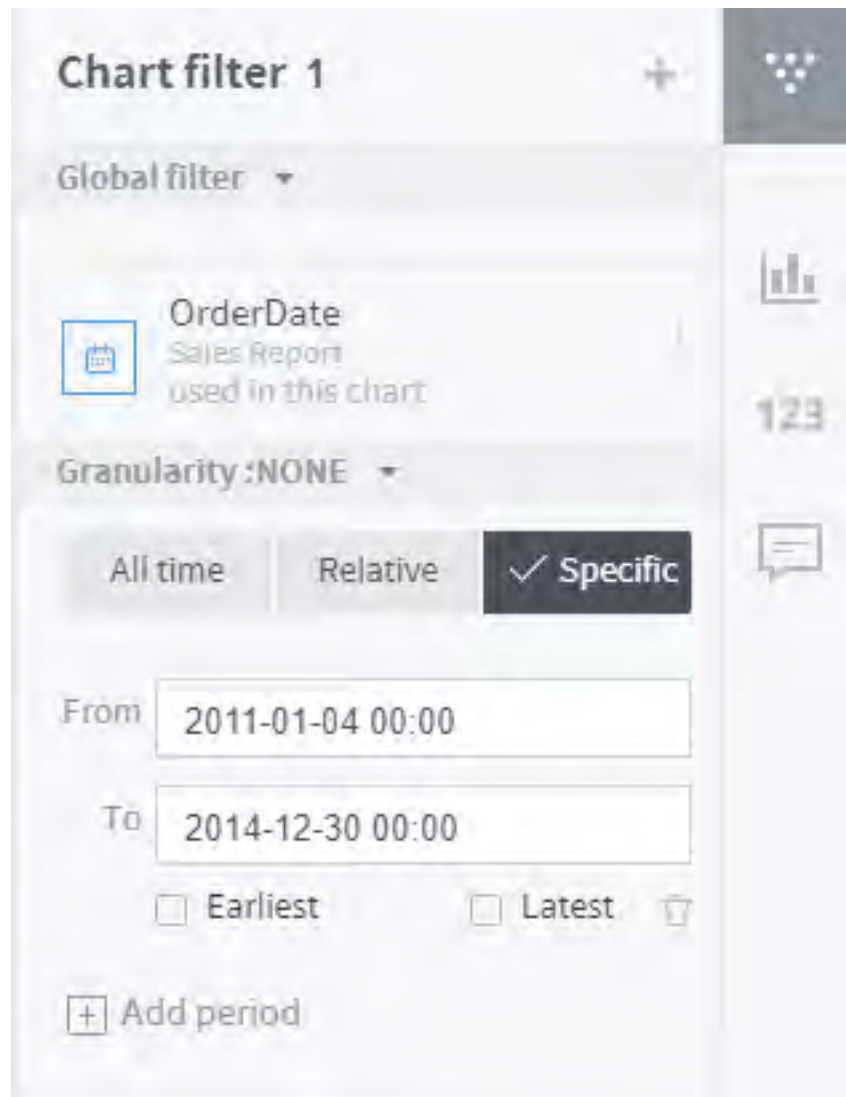 Chart filter 1
Global filter
OrderDate
Sales Report
used in this chart
Granularity :NONE
All time Relative Specific
From 2011-01-04 00:00
To 2014-12-30 00:00
Earliest Latest
Add period
123